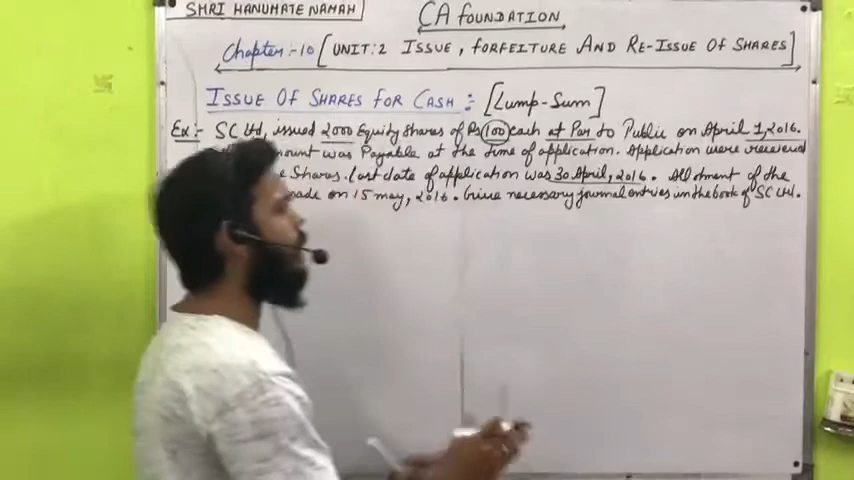 SHRI HANUMATE NAMAH
CA FOUNDATION
Chapter:-10 [UNIT:2 ISSUE, FORFEITURE AND RE-ISSUE OF SHARES]
ISSUE OF SHARES FOR CASH:- [Lump-Sum]
Ex:- SC Ltd, issued 2000 Equity Shares of Rs 100 each at Par to Public on April 1, 2016.
mount was Payable at the time of application. Application were received
e Shares. Last date of application was 30 April, 2016. Allotment of the
made on 15 may, 2016. Give necessary journal entries in the book of SC Ltd.